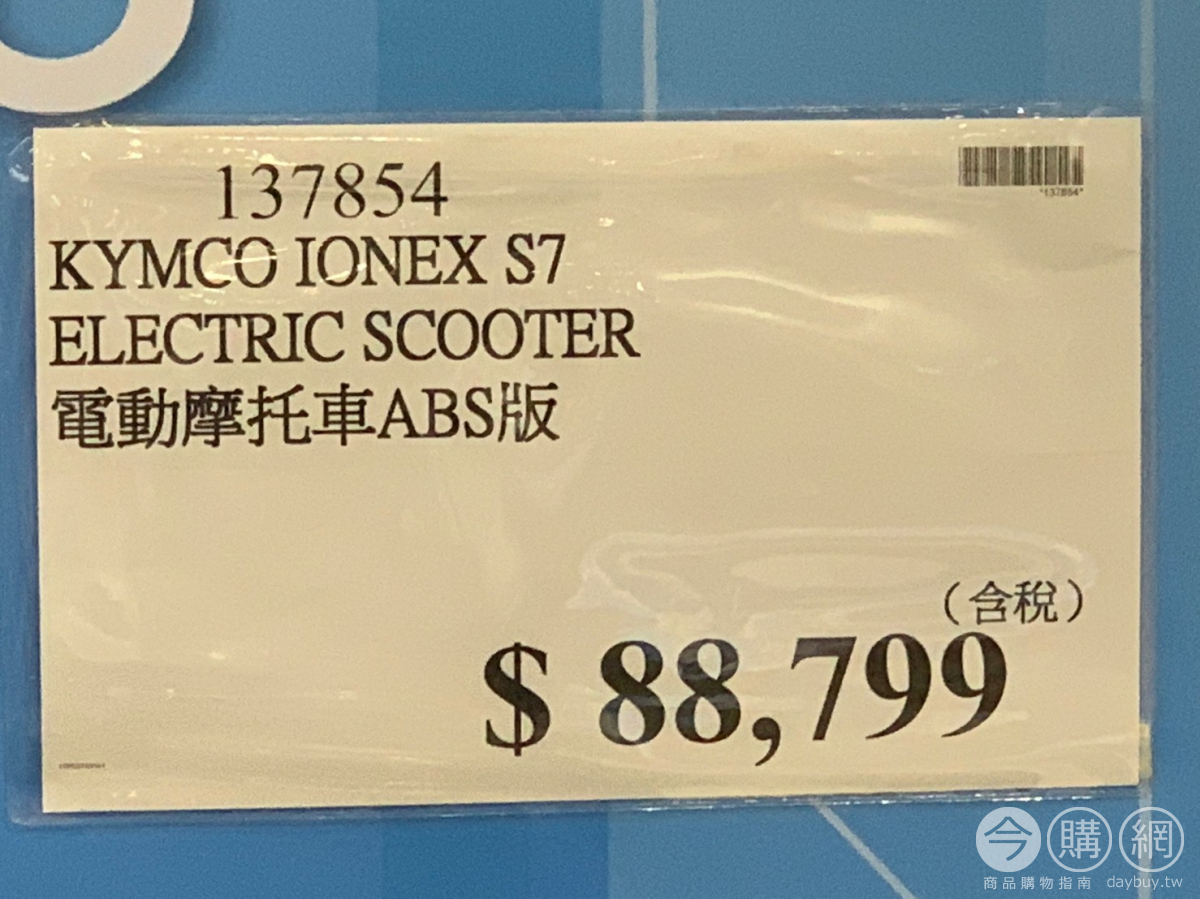 137854
*137854*
KYMCO IONEX S7
ELECTRIC SCOOTER
電動摩托車ABS版
(含稅)
$ 88,799
今購網
商品購物指南 daybuy.tw